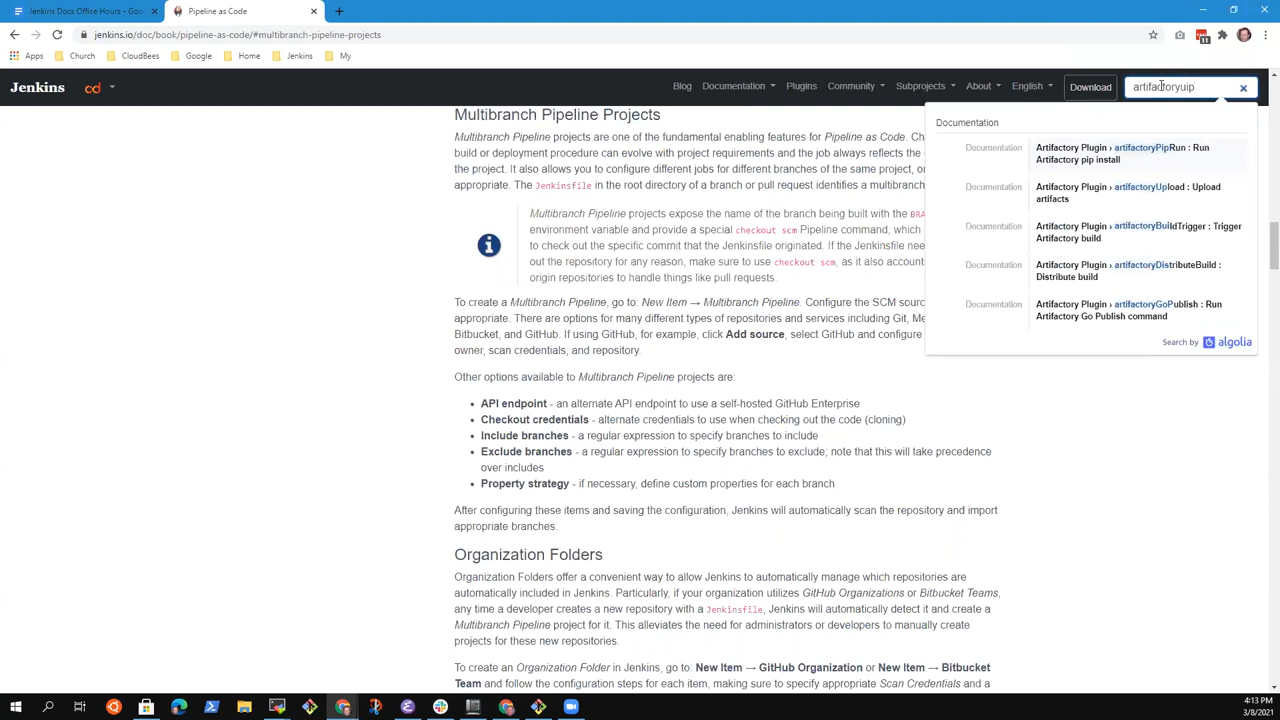 Jenkins Docs Office Hours - Goo
Pipeline as Code
jenkins.io/doc/book/pipeline-as-code/#multibranch-pipeline-projects
Apps
Church
CloudBees
Google
Home
Jenkins
My
Jenkins
cd
Blog
Documentation
Plugins
Community
Subprojects
About
English
Download
artifactoryuip
Multibranch Pipeline Projects
Multibranch Pipeline projects are one of the fundamental enabling features for Pipeline as Code. Ch
build or deployment procedure can evolve with project requirements and the job always reflects the
project. It also allows you to configure different jobs for different branches of the same project, or
appropriate. The Jenkinsfile in the root directory of a branch or pull request identifies a multibranch
Multibranch Pipeline projects expose the name of the branch being built with the BRA
environment variable and provide a special checkout scm Pipeline command, which
to check out the specific commit that the Jenkinsfile originated. If the Jenkinsfile nee
out the repository for any reason, make sure to use checkout scm, as it also accounts
origin repositories to handle things like pull requests.
To create a Multibranch Pipeline, go to: New Item → Multibranch Pipeline. Configure the SCM sourc
appropriate. There are options for many different types of repositories and services including Git, Me
Bitbucket, and GitHub. If using GitHub, for example, click Add source, select GitHub and configure
owner, scan credentials, and repository.
Other options available to Multibranch Pipeline projects are:
• API endpoint - an alternate API endpoint to use a self-hosted GitHub Enterprise
• Checkout credentials - alternate credentials to use when checking out the code (cloning)
• Include branches - a regular expression to specify branches to include
• Exclude branches - a regular expression to specify branches to exclude; note that this will take precedence
over includes
• Property strategy - if necessary, define custom properties for each branch
After configuring these items and saving the configuration, Jenkins will automatically scan the repository and import
appropriate branches.
Organization Folders
Organization Folders offer a convenient way to allow Jenkins to automatically manage which repositories are
automatically included in Jenkins. Particularly, if your organization utilizes GitHub Organizations or Bitbucket Teams,
any time a developer creates a new repository with a Jenkinsfile, Jenkins will automatically detect it and create a
Multibranch Pipeline project for it. This alleviates the need for administrators or developers to manually create
projects for these new repositories.
To create an Organization Folder in Jenkins, go to: New Item → GitHub Organization or New Item → Bitbucket
Team and follow the configuration steps for each item, making sure to specify appropriate Scan Credentials and a
Documentation
Documentation
Artifactory Plugin › artifactoryPipRun : Run
Artifactory pip install
Documentation
Artifactory Plugin › artifactoryUpload : Upload
artifacts
Documentation
Artifactory Plugin › artifactoryBuildTrigger : Trigger
Artifactory build
Documentation
Artifactory Plugin › artifactoryDistributeBuild :
Distribute build
Documentation
Artifactory Plugin › artifactoryGoPublish : Run
Artifactory Go Publish command
Search by algolia
4:13 PM
3/8/2021